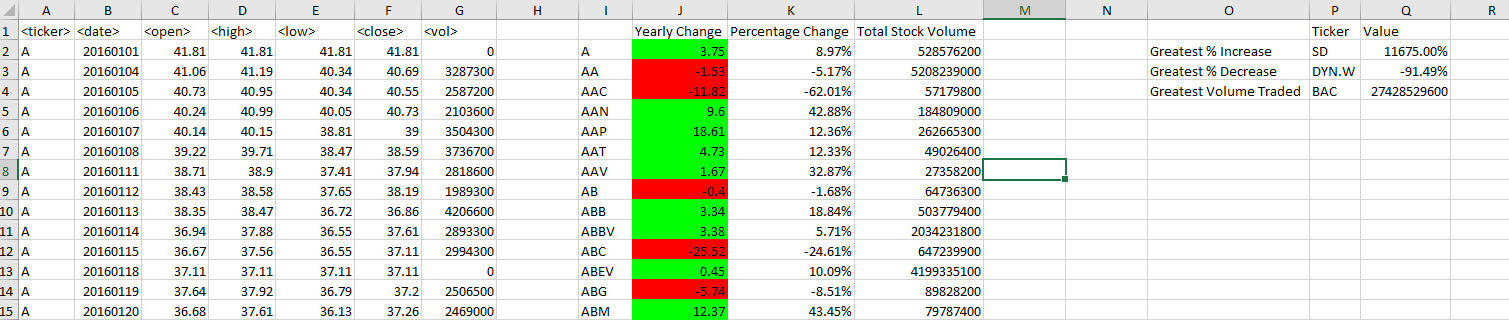 A B C D E F G H I J K L M N O P Q R
1 <ticker> <date> <open> <high> <low> <close> <vol> Yearly Change Percentage Change Total Stock Volume Ticker Value
2 A 20160101 41.81 41.81 41.81 41.81 0 A 3.75 8.97% 528576200 Greatest % Increase SD 11675.00%
3 A 20160104 41.06 41.19 40.34 40.69 3287300 AA -1.53 -5.17% 5208239000 Greatest % Decrease DYN.W -91.49%
4 A 20160105 40.73 40.95 40.34 40.55 2587200 AAC -11.82 -62.01% 57179800 Greatest Volume Traded BAC 27428529600
5 A 20160106 40.24 40.99 40.05 40.73 2103600 AAN 9.6 42.88% 184809000
6 A 20160107 40.14 40.15 38.81 39 3504300 AAP 18.61 12.36% 262665300
7 A 20160108 39.22 39.71 38.47 38.59 3736700 AAT 4.73 12.33% 49026400
8 A 20160111 38.71 38.9 37.41 37.94 2818600 AAV 1.67 32.87% 27358200
9 A 20160112 38.43 38.58 37.65 38.19 1989300 AB -0.4 -1.68% 64736300
10 A 20160113 38.35 38.47 36.72 36.86 4206600 ABB 3.34 18.84% 503779400
11 A 20160114 36.94 37.88 36.55 37.61 2893300 ABBV 3.38 5.71% 2034231800
12 A 20160115 36.67 37.56 36.55 37.11 2994300 ABC -25.52 -24.61% 647239900
13 A 20160118 37.11 37.11 37.11 37.11 0 ABEV 0.45 10.09% 4199335100
14 A 20160119 37.64 37.92 36.79 37.2 2506500 ABG -5.74 -8.51% 89828200
15 A 20160120 36.68 37.61 36.13 37.26 2469000 ABM 12.37 43.45% 79787400